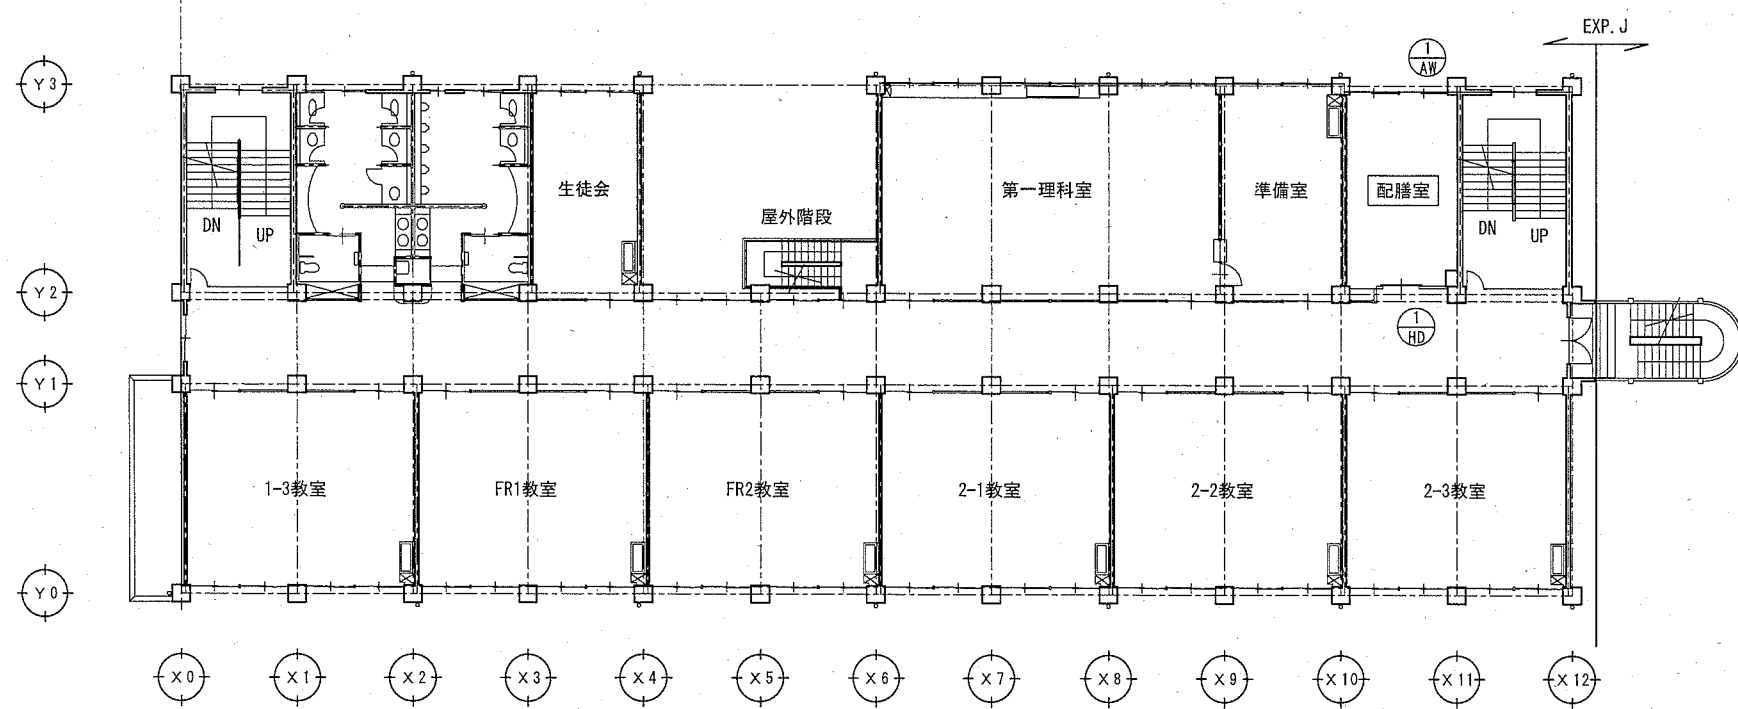 EXP. J
1
AW
Y3
生徒会
第一理科室
準備室
配膳室
屋外階段
DN
UP
DN
UP
Y2
1
HD
Y1
1-3教室
FR1教室
FR2教室
2-1教室
2-2教室
2-3教室
Y0
X0
X1
X2
X3
X4
X5
X6
X7
X8
X9
X10
X11
X12